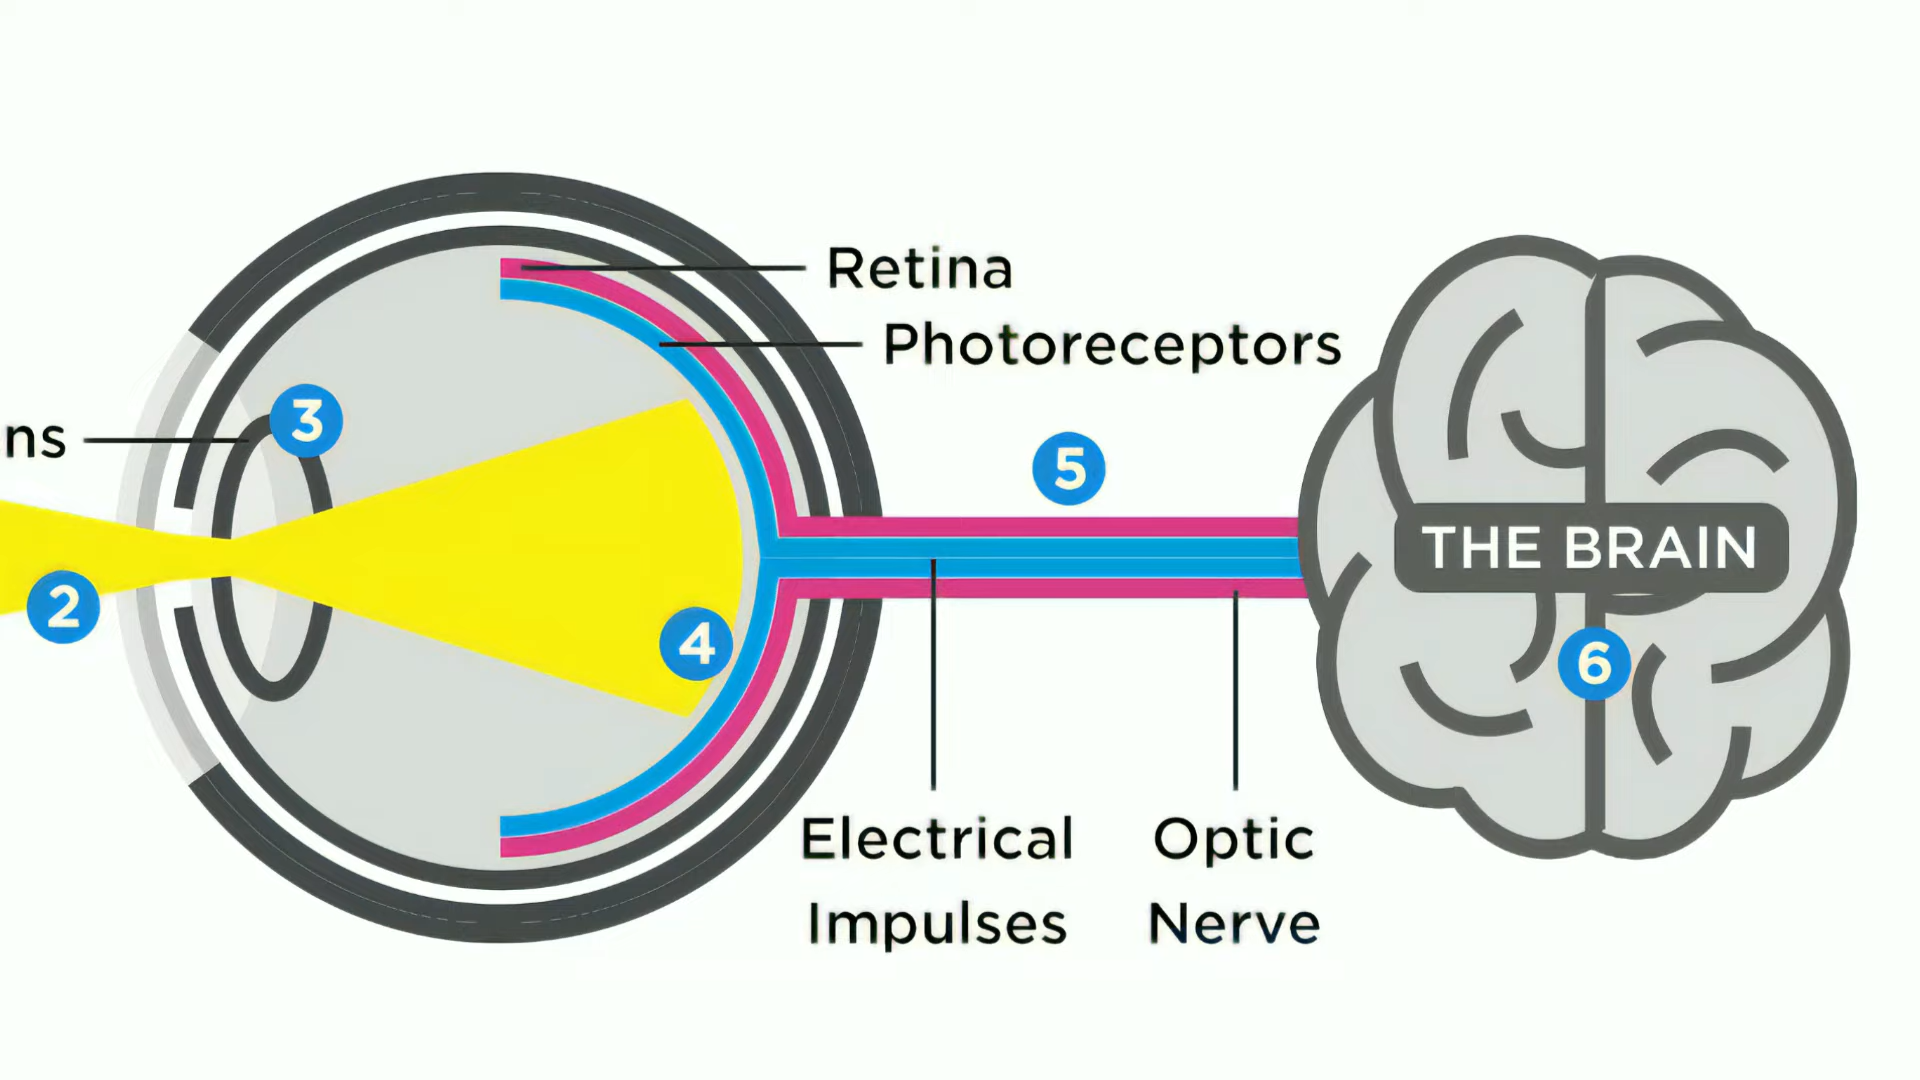 Retina
Photoreceptors
3
ns
5
THE BRAIN
2
4
6
Electrical
Impulses
Optic
Nerve